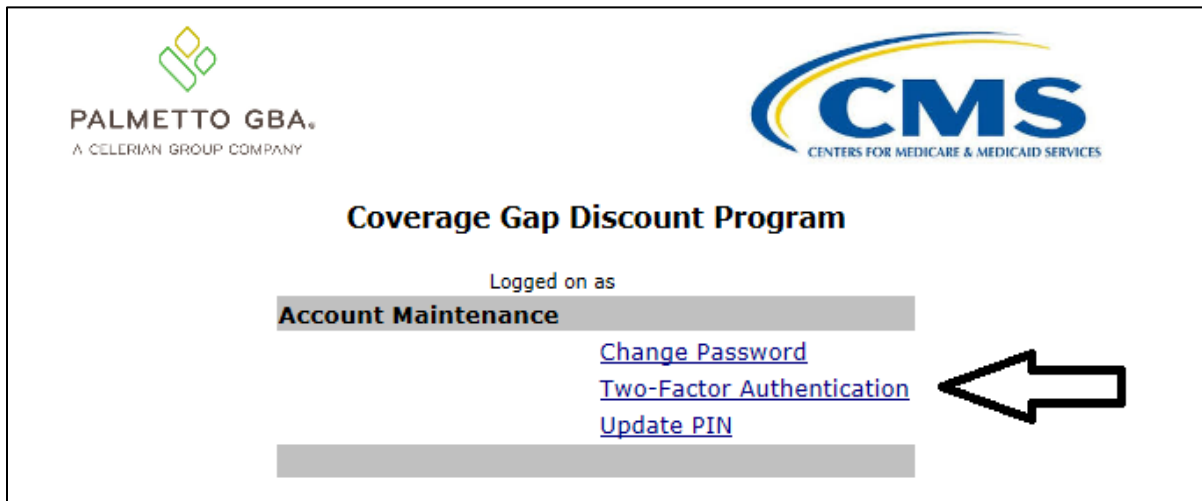 PALMETTO GBA.
A CELERIAN GROUP COMPANY
CMS
CENTERS FOR MEDICARE & MEDICAID SERVICES
Coverage Gap Discount Program
Logged on as
Account Maintenance
Change Password
Two-Factor Authentication
Update PIN